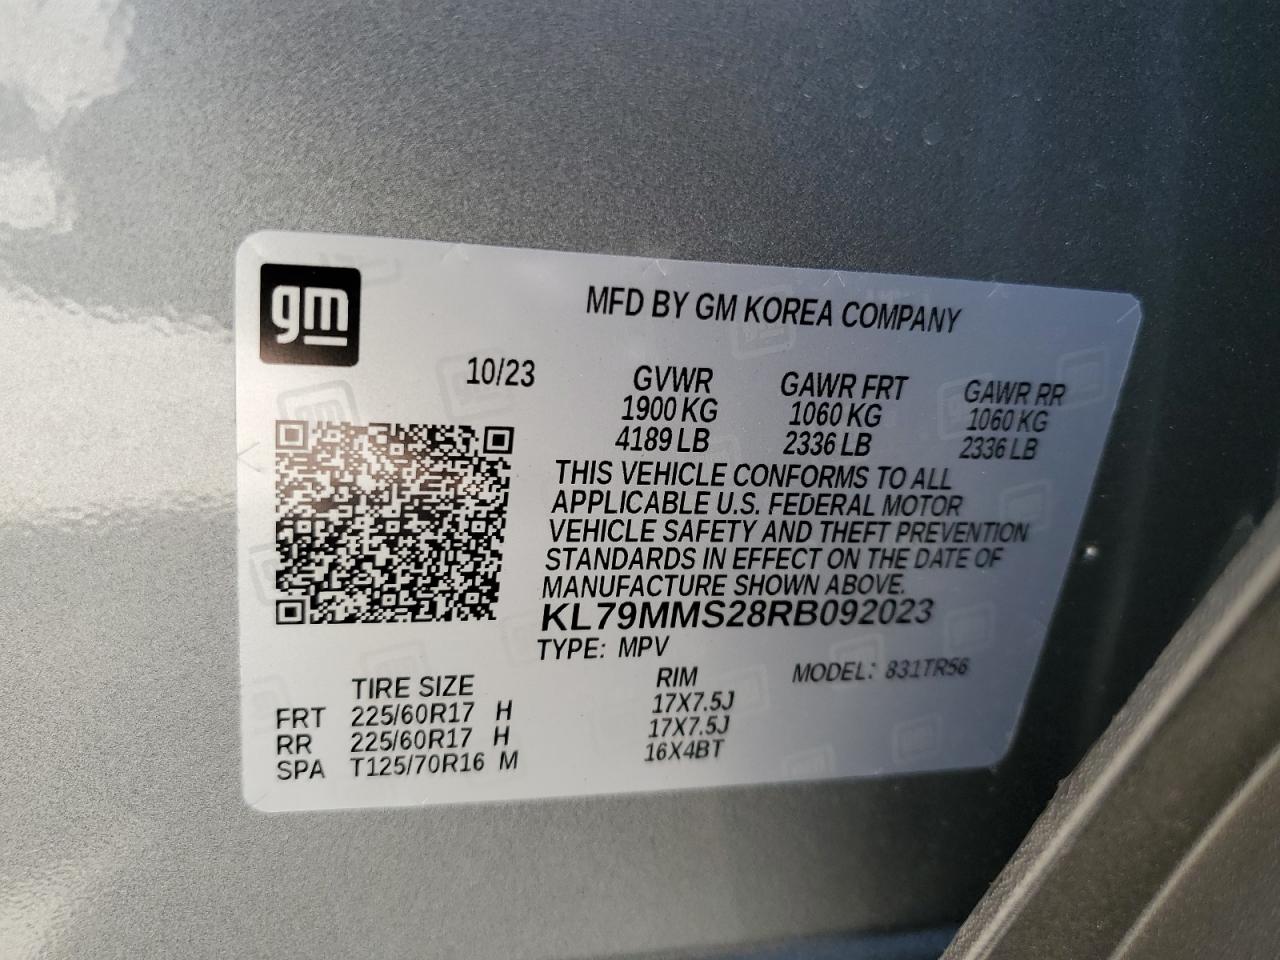 gm
MFD BY GM KOREA COMPANY
10/23 GVWR GAWR FRT GAWR RR
1900 KG 1060 KG 1060 KG
4189 LB 2336 LB 2336 LB
THIS VEHICLE CONFORMS TO ALL
APPLICABLE U.S. FEDERAL MOTOR
VEHICLE SAFETY AND THEFT PREVENTION
STANDARDS IN EFFECT ON THE DATE OF
MANUFACTURE SHOWN ABOVE.
KL79MMS28RB092023
TYPE: MPV MODEL: 831TR56
TIRE SIZE RIM
FRT 225/60R17 H 17X7.5J
RR 225/60R17 H 17X7.5J
SPA T125/70R16 M 16X4BT